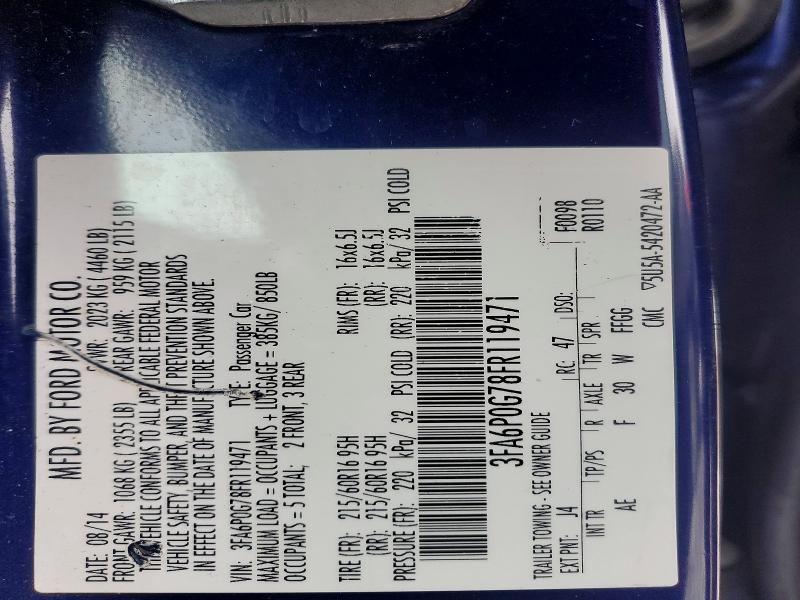 MFD. BY FORD MOTOR CO.
DATE: 08/14 GVWR: 2023 KG ( 4460 LB)
FRONT GAWR: 1068 KG ( 2355 LB) REAR GAWR: 959 KG ( 2115 LB)
THIS VEHICLE CONFORMS TO ALL APPLICABLE FEDERAL MOTOR
VEHICLE SAFETY, BUMPER, AND THEFT PREVENTION STANDARDS
IN EFFECT ON THE DATE OF MANUFACTURE SHOWN ABOVE.
VIN: 3FA6P0G78FR119471 TYPE: Passenger Car
MAXIMUM LOAD = OCCUPANTS + LUGGAGE = 385KG/ 850LB
OCCUPANTS = 5 TOTAL; 2 FRONT, 3 REAR
TIRE (FR): 215/60R16 95H RIMS (FR): 16x6.5J
(RR): 215/60R16 95H (RR): 16x6.5J
PRESSURE (FR): 220 kPa/ 32 PSI COLD (RR): 220 kPa/ 32 PSI COLD
3FA6P0G78FR119471
TRAILER TOWING - SEE OWNER GUIDE
F0098
EXT PNT: J4 RC: 47 DSO: R0110
INT TR TP/PS R AXLE TR SPR
AE F 30 W FFGG
CIMC ▽5U5A-5420472-AA